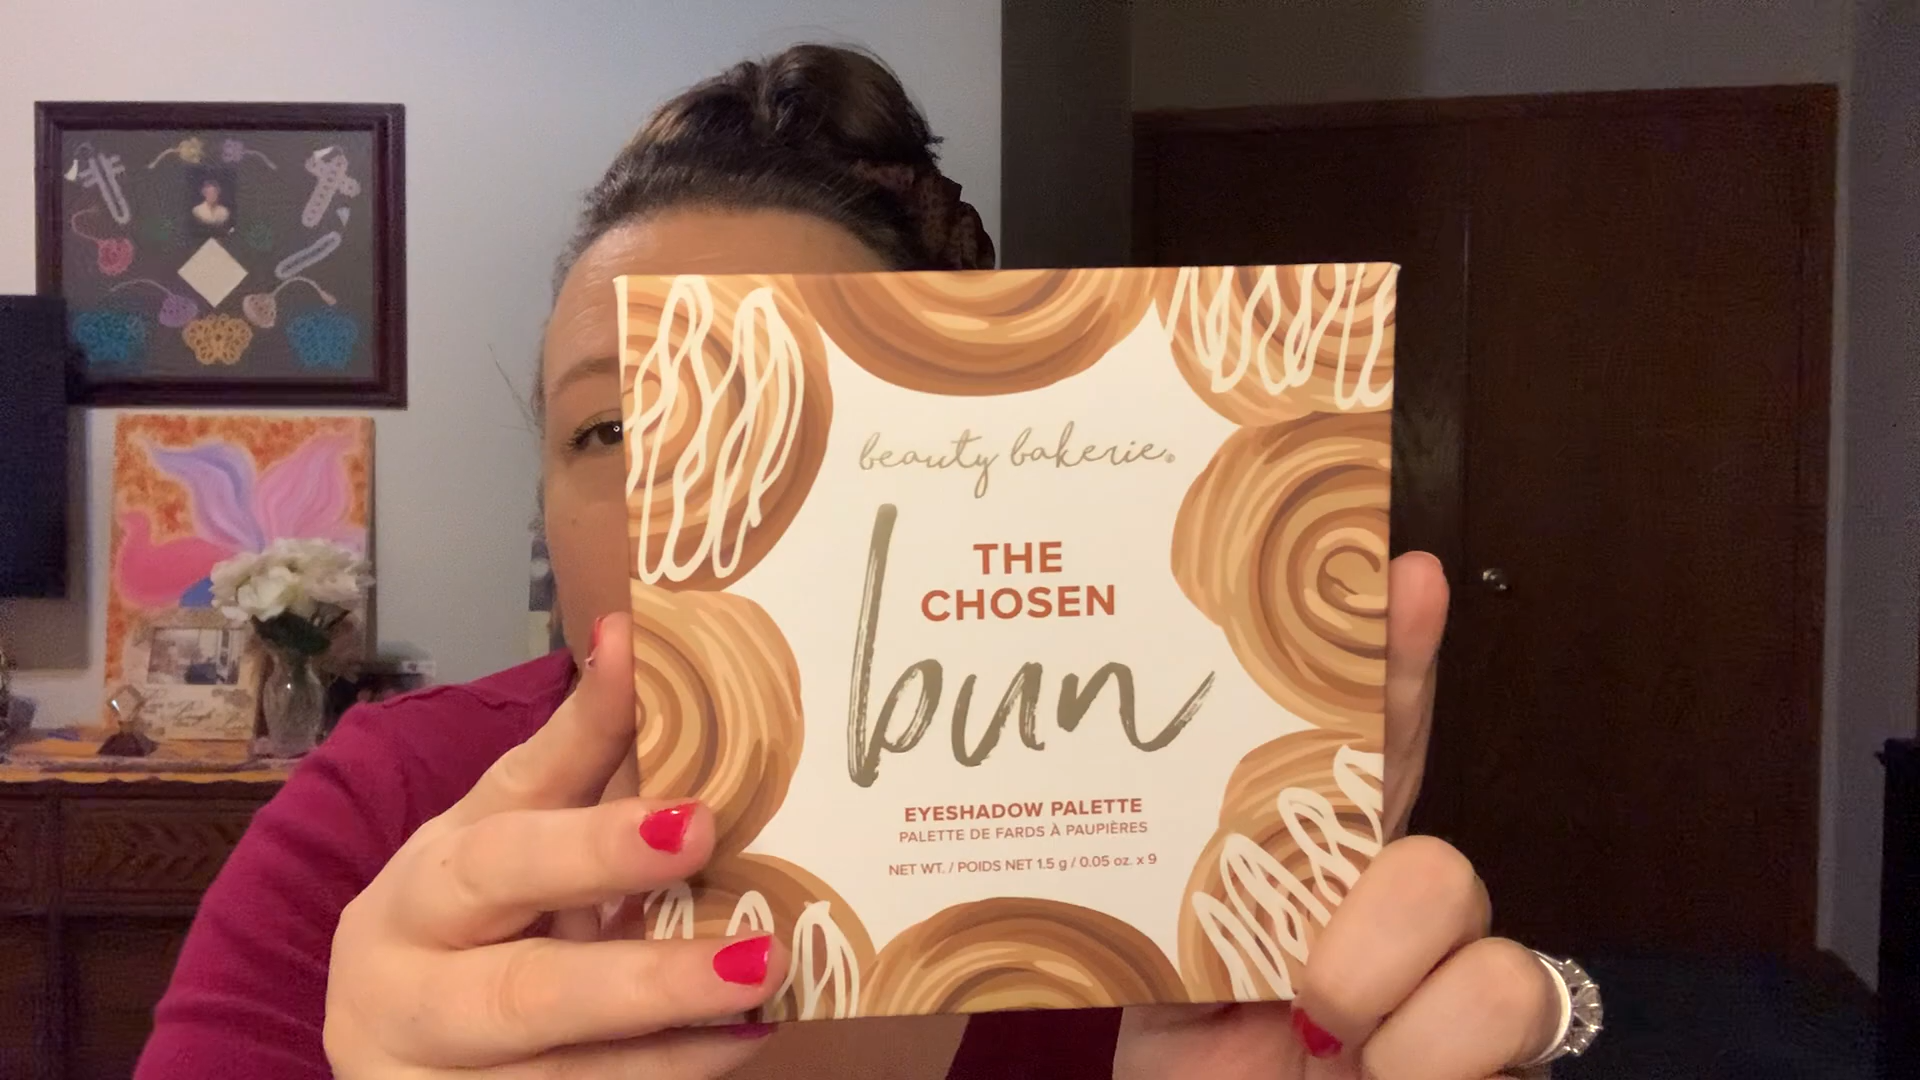 beauty bakerie®
THE
CHOSEN
bun
EYESHADOW PALETTE
PALETTE DE FARDS À PAUPIÈRES
NET WT. / POIDS NET 1.5 g / 0.05 oz. x 9